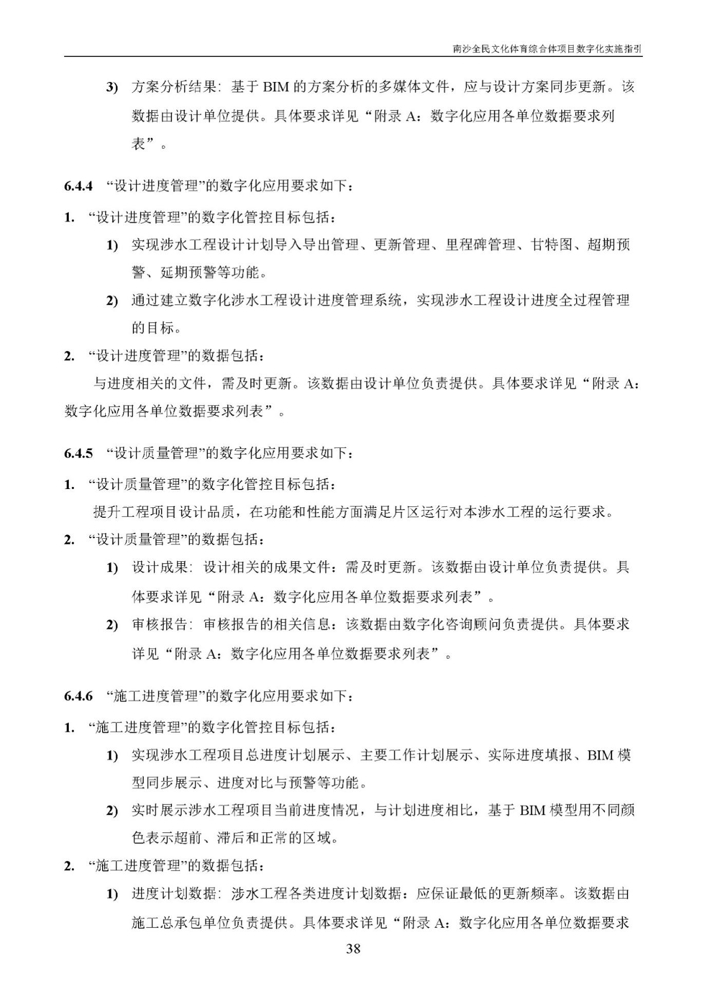 南沙全民文化体育综合体项目数字化实施指引
3) 方案分析结果：基于 BIM 的方案分析的多媒体文件，应与设计方案同步更新。该
数据由设计单位提供。具体要求详见“附录 A：数字化应用各单位数据要求列
表”。
6.4.4 “设计进度管理”的数字化应用要求如下：
1. “设计进度管理”的数字化管控目标包括：
1) 实现涉水工程设计计划导入导出管理、更新管理、里程碑管理、甘特图、超期预
警、延期预警等功能。
2) 通过建立数字化涉水工程设计进度管理系统，实现涉水工程设计进度全过程管理
的目标。
2. “设计进度管理”的数据包括：
与进度相关的文件，需及时更新。该数据由设计单位负责提供。具体要求详见“附录 A：
数字化应用各单位数据要求列表”。
6.4.5 “设计质量管理”的数字化应用要求如下：
1. “设计质量管理”的数字化管控目标包括：
提升工程项目设计品质，在功能和性能方面满足片区运行对本涉水工程的运行要求。
2. “设计质量管理”的数据包括：
1) 设计成果：设计相关的成果文件：需及时更新。该数据由设计单位负责提供。具
体要求详见“附录 A：数字化应用各单位数据要求列表”。
2) 审核报告：审核报告的相关信息：该数据由数字化咨询顾问负责提供。具体要求
详见“附录 A：数字化应用各单位数据要求列表”。
6.4.6 “施工进度管理”的数字化应用要求如下：
1. “施工进度管理”的数字化管控目标包括：
1) 实现涉水工程项目总进度计划展示、主要工作计划展示、实际进度填报、BIM 模
型同步展示、进度对比与预警等功能。
2) 实时展示涉水工程项目当前进度情况，与计划进度相比，基于 BIM 模型用不同颜
色表示超前、滞后和正常的区域。
2. “施工进度管理”的数据包括：
1) 进度计划数据：涉水工程各类进度计划数据：应保证最低的更新频率。该数据由
施工总承包单位负责提供。具体要求详见“附录 A：数字化应用各单位数据要求
38